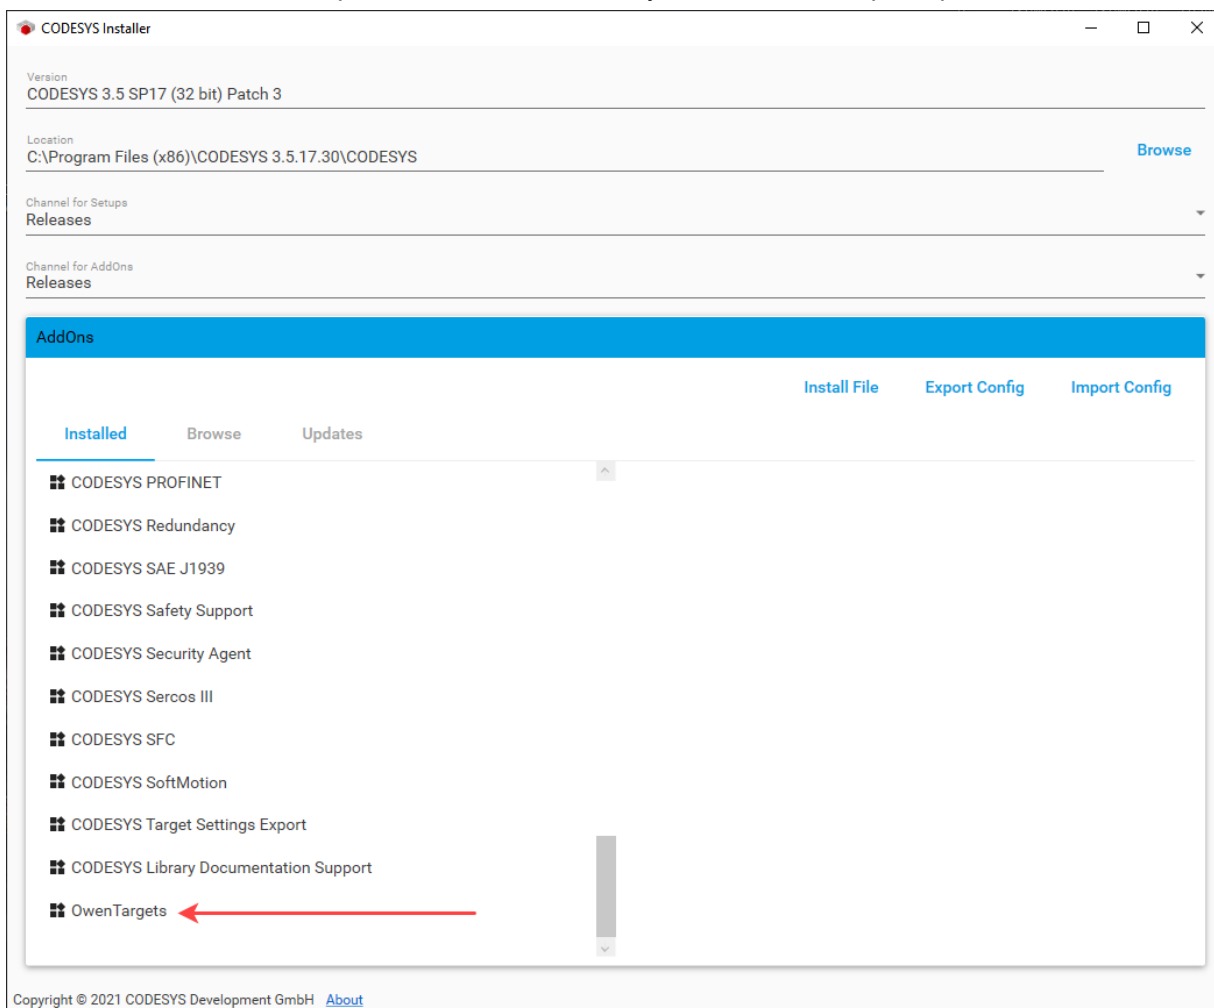 CODESYS Installer
Version
CODESYS 3.5 SP17 (32 bit) Patch 3
Location
C:\Program Files (x86)\CODESYS 3.5.17.30\CODESYS
Browse
Channel for Setups
Releases
Channel for AddOns
Releases
AddOns
Install File Export Config Import Config
Installed Browse Updates
CODESYS PROFINET
CODESYS Redundancy
CODESYS SAE J1939
CODESYS Safety Support
CODESYS Security Agent
CODESYS Sercos III
CODESYS SFC
CODESYS SoftMotion
CODESYS Target Settings Export
CODESYS Library Documentation Support
OwenTargets
Copyright © 2021 CODESYS Development GmbH About